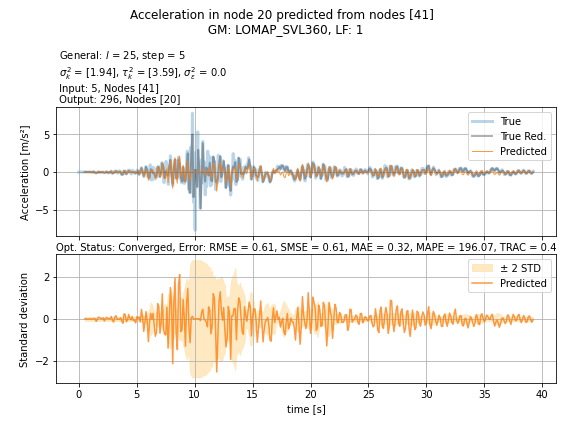 Acceleration in node 20 predicted from nodes [41]
GM: LOMAP_SVL360, LF: 1
General: l = 25, step = 5
σ²ₖ = [1.94], τ²ₖ = [3.59], σ²ₑ = 0.0
Input: 5, Nodes [41]
Output: 296, Nodes [20]
Acceleration [m/s²]
5
0
−5
True
True Red.
Predicted
Opt. Status: Converged, Error: RMSE = 0.61, SMSE = 0.61, MAE = 0.32, MAPE = 196.07, TRAC = 0.4
Standard deviation
2
0
−2
± 2 STD
Predicted
0 5 10 15 20 25 30 35 40
time [s]